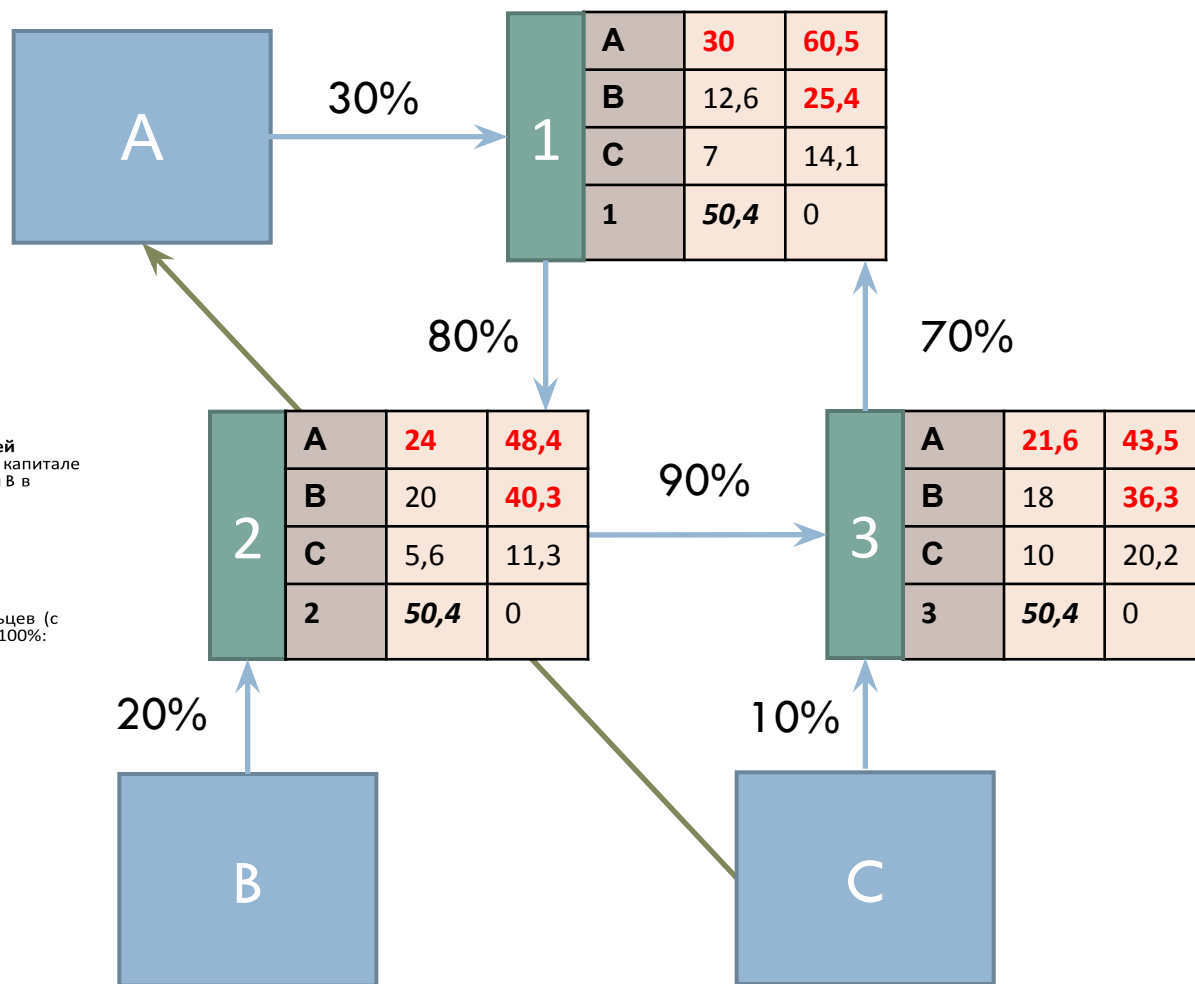 A
30%
1
A 30 60,5
B 12,6 25,4
C 7 14,1
1 50,4 0
80%
70%
ей
капитале
В в
ьцев (с
100%:
2
A 24 48,4
B 20 40,3
C 5,6 11,3
2 50,4 0
90%
3
A 21,6 43,5
B 18 36,3
C 10 20,2
3 50,4 0
20%
10%
B
C